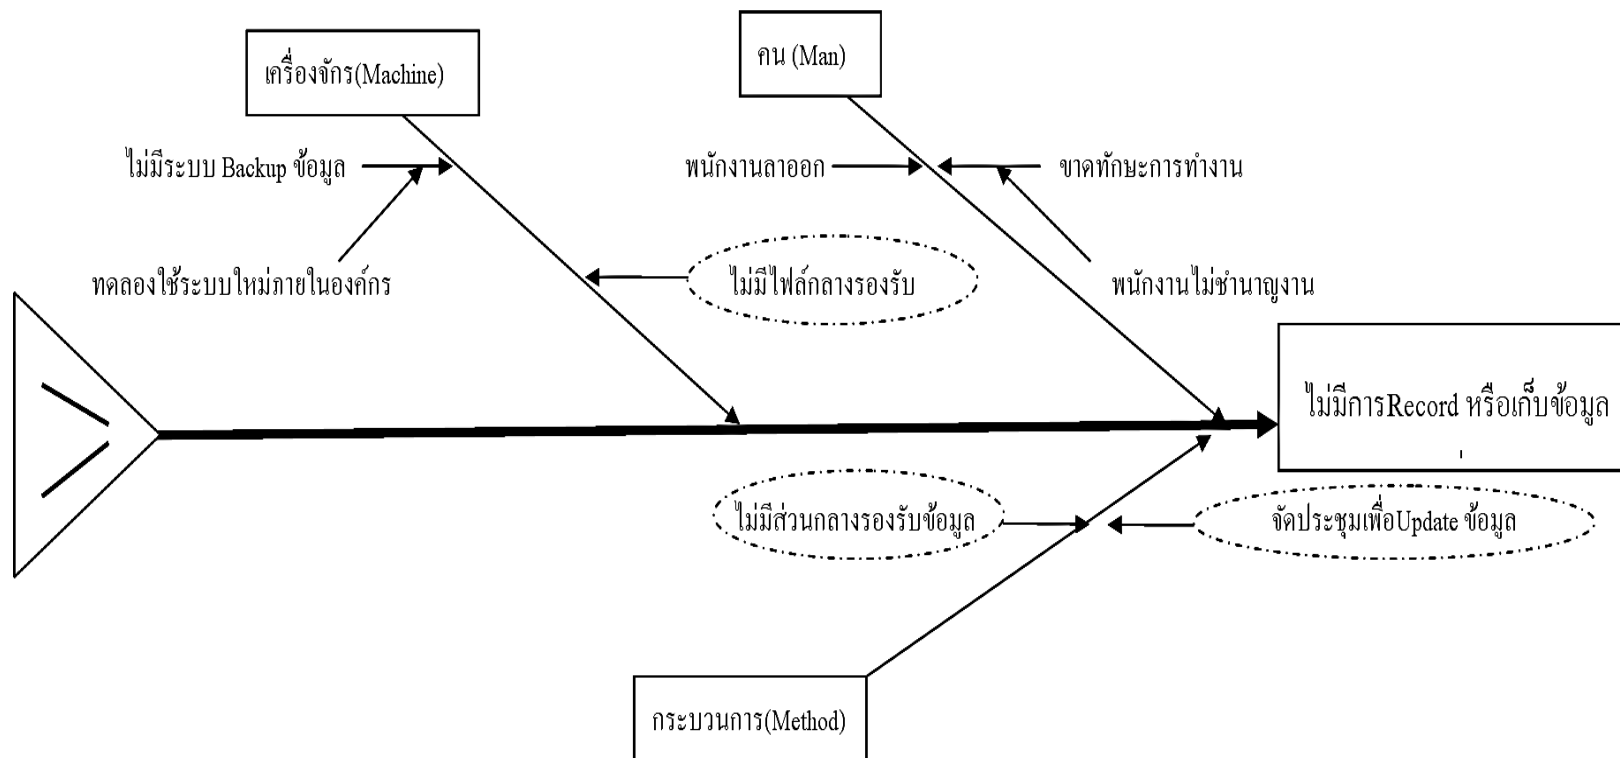 คน (Man)
เครื่องจักร(Machine)
ไม่มีระบบ Backup ข้อมูล
พนักงานลาออก
ขาดทักษะการทำงาน
ทดลองใช้ระบบใหม่ภายในองค์กร
ไม่มีไฟล์กลางรองรับ
พนักงานไม่ชำนาญงาน
ไม่มีการRecord หรือเก็บข้อมูล
ไม่มีส่วนกลางรองรับข้อมูล
จัดประชุมเพื่อUpdate ข้อมูล
กระบวนการ(Method)